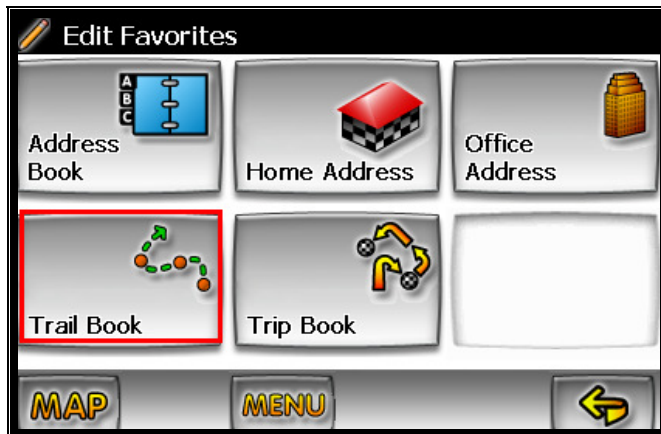 Edit Favorites
A
B
C
Address
Book
Home Address
Office
Address
Trail Book
Trip Book
MAP
MENU